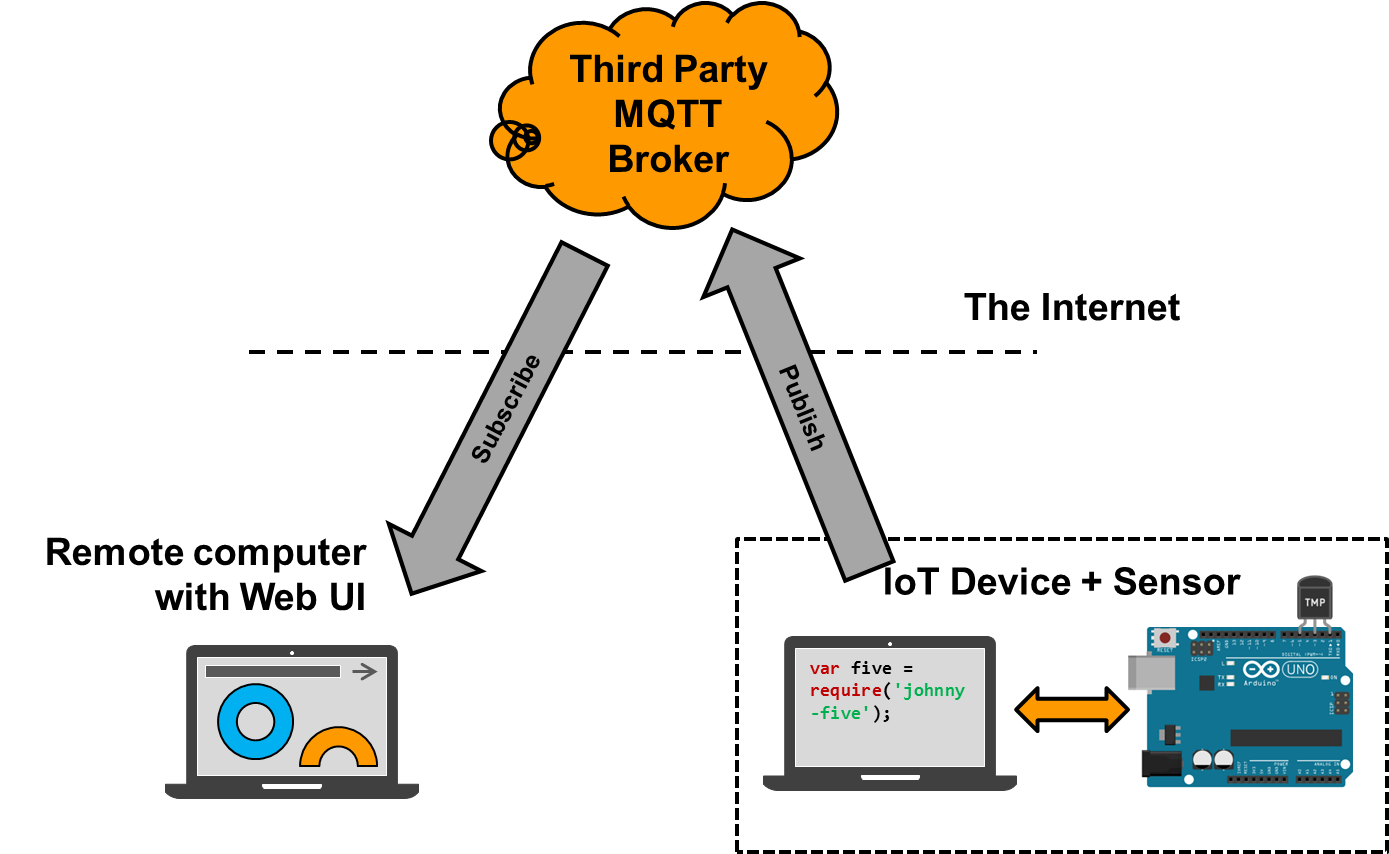 Third Party
MQTT
Broker
The Internet
Subscribe
Publish
Remote computer
with Web UI
IoT Device + Sensor
TMP
var five =
require('johnny
-five');
RESET
ICSP2
L
TX
RX
DIGITAL (PWM~)
UNO
Arduino
ON
ICSP
POWER
ANALOG IN